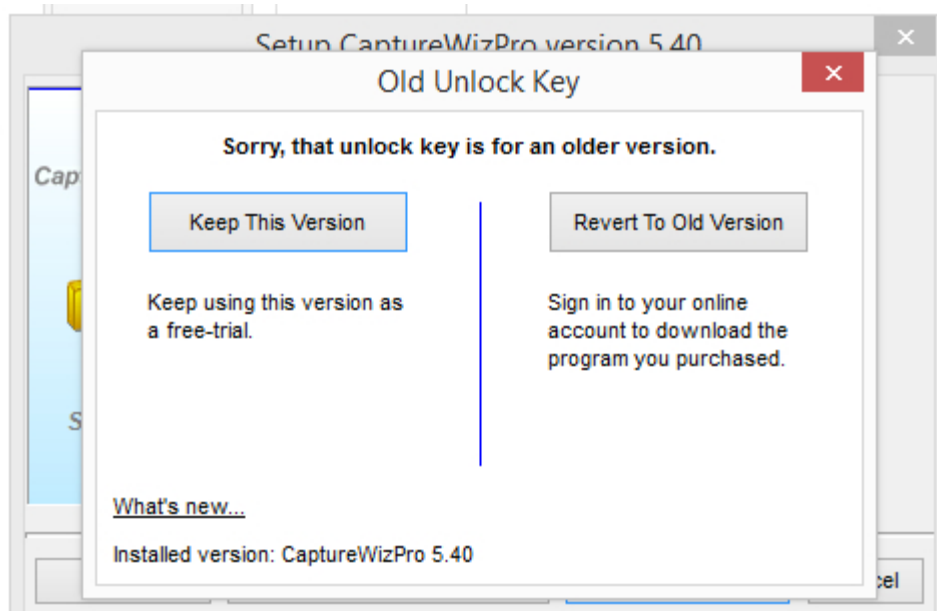 Setup CaptureWizPro version 5.40
Old Unlock Key
Sorry, that unlock key is for an older version.
Keep This Version
Revert To Old Version
Keep using this version as
a free-trial.
Sign in to your online
account to download the
program you purchased.
What's new...
Installed version: CaptureWizPro 5.40